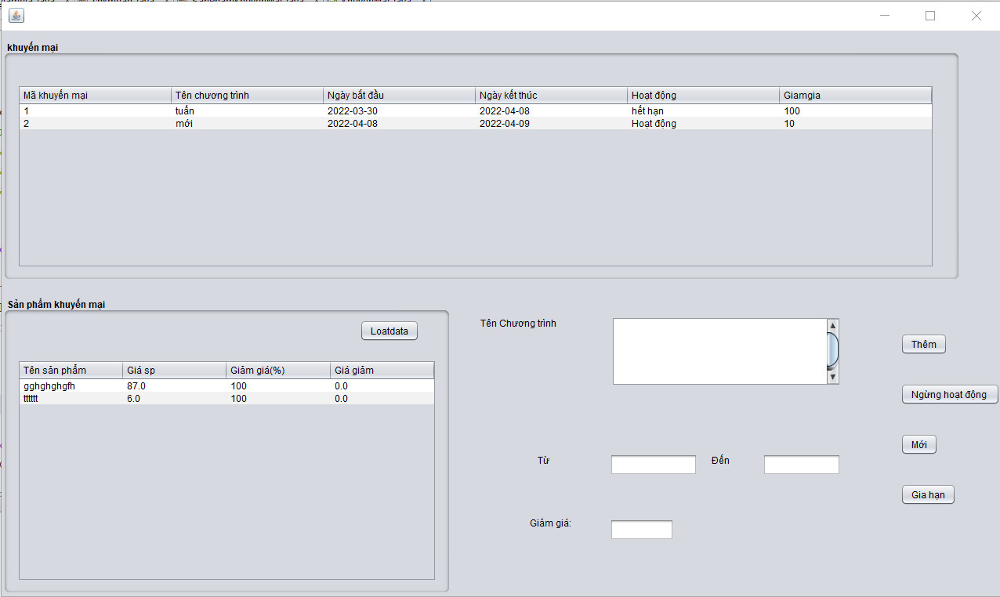 khuyến mại
Mã khuyến mại Tên chương trình Ngày bắt đầu Ngày kết thúc Hoạt động Giamgia
1 tuấn 2022-03-30 2022-04-08 hết hạn 100
2 mới 2022-04-08 2022-04-09 Hoạt động 10
Sản phẩm khuyến mại
Loatdata
Tên sản phẩm Giá sp Giảm giá(%) Giá giảm
gghghghgfh 87.0 100 0.0
tttttt 6.0 100 0.0
Tên Chương trình
Thêm
Ngừng hoạt động
Từ Đến
Mới
Gia hạn
Giảm giá: